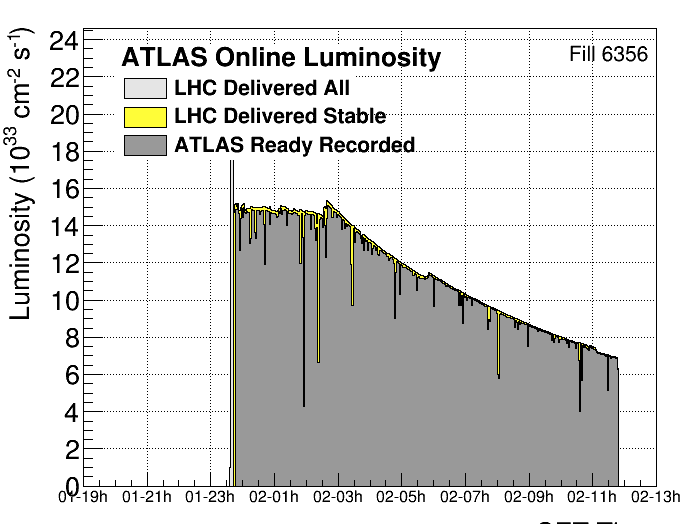 ATLAS Online Luminosity
Fill 6356
LHC Delivered All
LHC Delivered Stable
ATLAS Ready Recorded
Luminosity (10³³ cm⁻² s⁻¹)
24
22
20
18
16
14
12
10
8
6
4
2
0
01-19h 01-21h 01-23h 02-01h 02-03h 02-05h 02-07h 02-09h 02-11h 02-13h